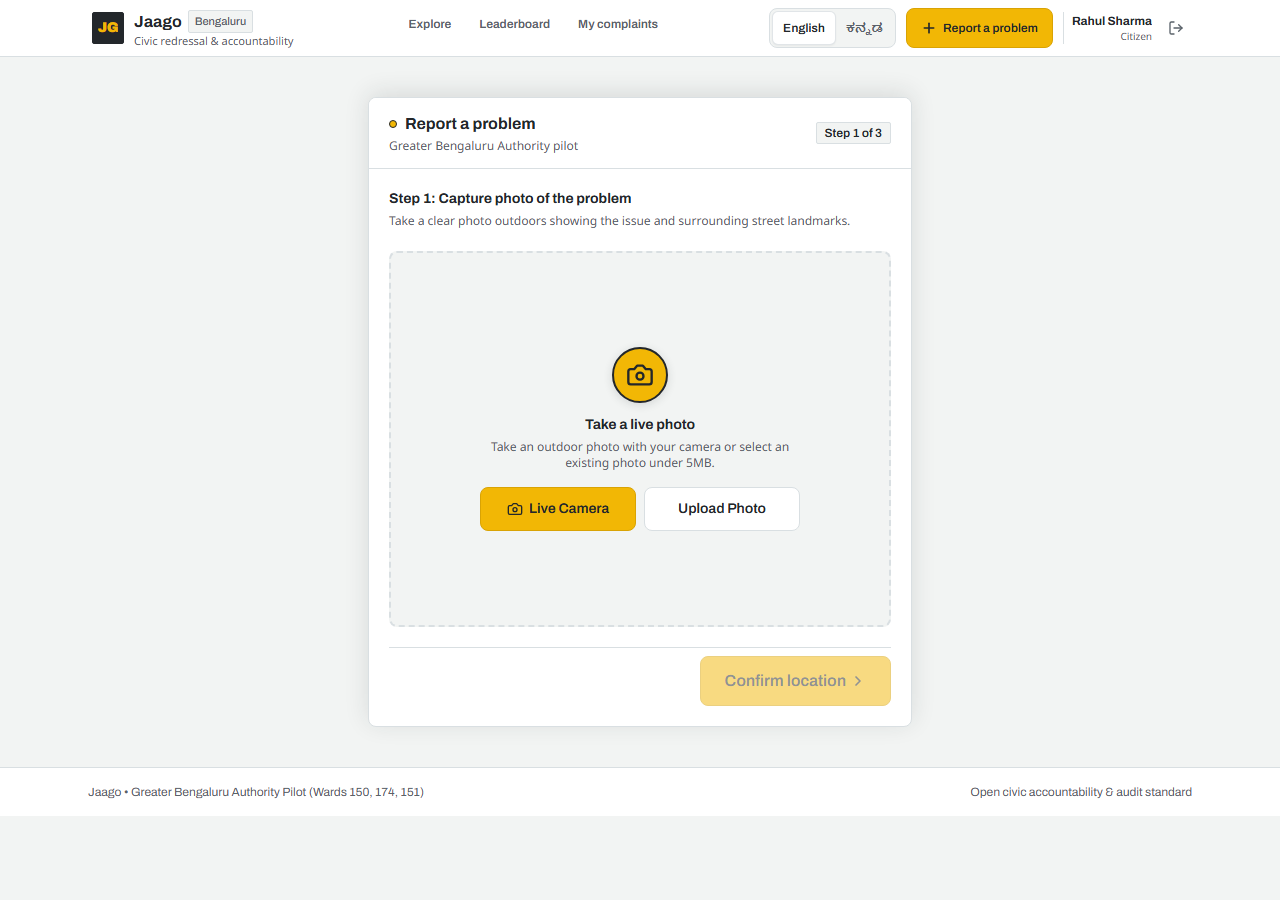 JG
Jaago
Bengaluru
Civic redressal & accountability
Explore
Leaderboard
My complaints
English
ಕನ್ನಡ
Report a problem
Rahul Sharma
Citizen
Report a problem
Greater Bengaluru Authority pilot
Step 1 of 3
Step 1: Capture photo of the problem
Take a clear photo outdoors showing the issue and surrounding street landmarks.
Take a live photo
Take an outdoor photo with your camera or select an
existing photo under 5MB.
Live Camera
Upload Photo
Confirm location
Jaago • Greater Bengaluru Authority Pilot (Wards 150, 174, 151)
Open civic accountability & audit standard